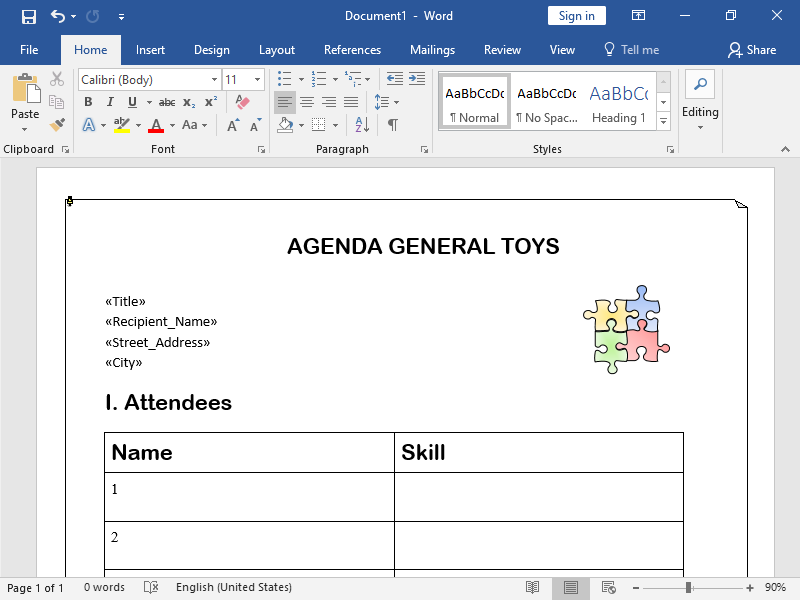 Document1 - Word
Sign in
File
Home
Insert
Design
Layout
References
Mailings
Review
View
Tell me
Share
Paste
Clipboard
Calibri (Body)
11
B I U abc X₂ X²
A ab A Aa A A
Font
A Z ¶
Paragraph
AaBbCcDc
¶ Normal
AaBbCcDc
¶ No Spac...
AaBbCc
Heading 1
Styles
Editing
AGENDA GENERAL TOYS
«Title»
«Recipient_Name»
«Street_Address»
«City»
I. Attendees
Name Skill
1
2
Page 1 of 1
0 words
English (United States)
90%